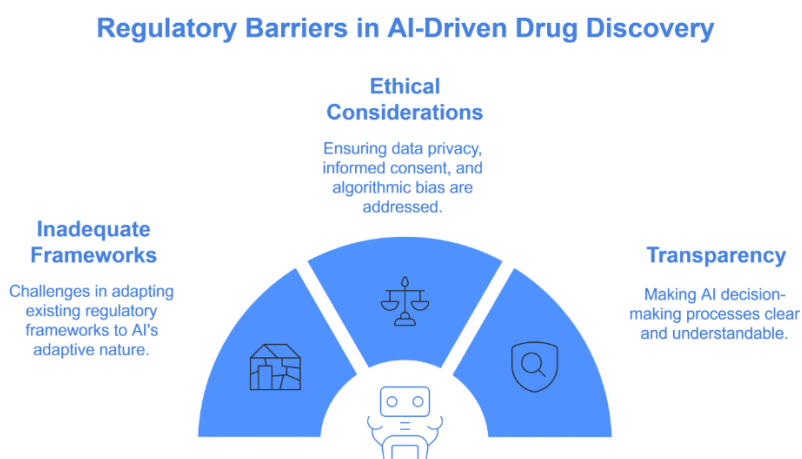 Regulatory Barriers in AI-Driven Drug Discovery
Ethical
Considerations
Ensuring data privacy,
informed consent, and
algorithmic bias are
addressed.
Inadequate
Frameworks
Challenges in adapting
existing regulatory
frameworks to AI's
adaptive nature.
Transparency
Making AI decision-
making processes clear
and understandable.